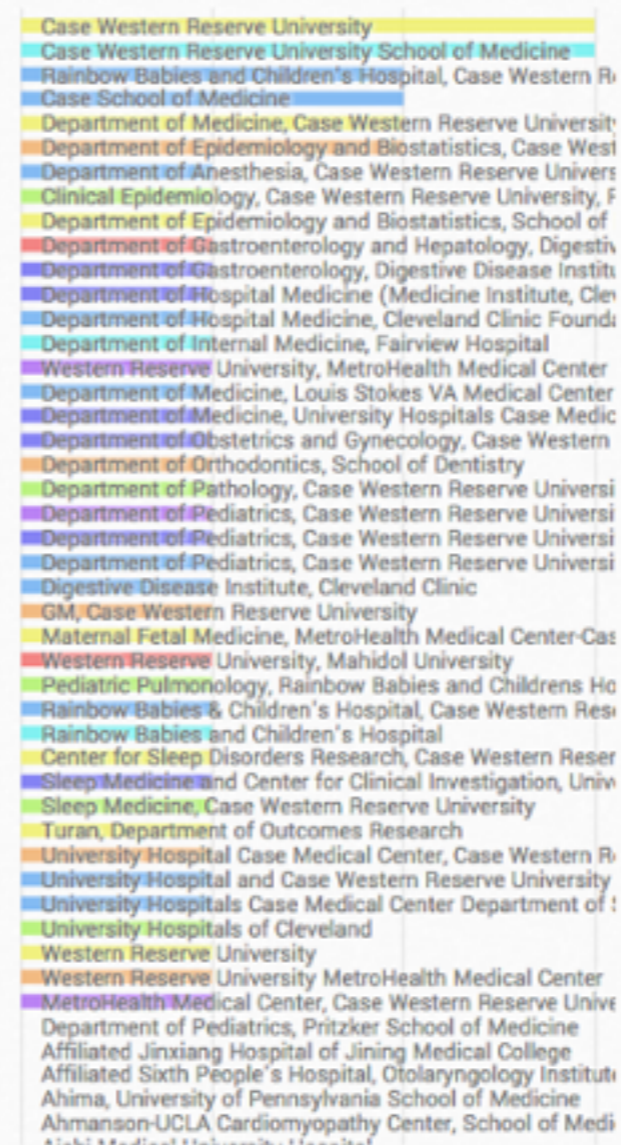 Case Western Reserve University
Case Western Reserve University School of Medicine
Rainbow Babies and Children's Hospital, Case Western R
Case School of Medicine
Department of Medicine, Case Western Reserve University
Department of Epidemiology and Biostatistics, Case West
Department of Anesthesia, Case Western Reserve Univers
Clinical Epidemiology, Case Western Reserve University,
Department of Epidemiology and Biostatistics, School of
Department of Gastroenterology and Hepatology, Digestiv
Department of Gastroenterology, Digestive Disease Institu
Department of Hospital Medicine (Medicine Institute, Clev
Department of Hospital Medicine, Cleveland Clinic Founda
Department of Internal Medicine, Fairview Hospital
Western Reserve University, MetroHealth Medical Center
Department of Medicine, Louis Stokes VA Medical Center
Department of Medicine, University Hospitals Case Medic
Department of Obstetrics and Gynecology, Case Western
Department of Orthodontics, School of Dentistry
Department of Pathology, Case Western Reserve Universi
Department of Pediatrics, Case Western Reserve Universi
Department of Pediatrics, Case Western Reserve Universi
Department of Pediatrics, Case Western Reserve Universi
Digestive Disease Institute, Cleveland Clinic
GM, Case Western Reserve University
Maternal Fetal Medicine, MetroHealth Medical Center-Cas
Western Reserve University, Mahidol University
Pediatric Pulmonology, Rainbow Babies and Childrens Ho
Rainbow Babies & Children's Hospital, Case Western Rese
Rainbow Babies and Children's Hospital
Center for Sleep Disorders Research, Case Western Reser
Sleep Medicine and Center for Clinical Investigation, Univ
Sleep Medicine, Case Western Reserve University
Turan, Department of Outcomes Research
University Hospital Case Medical Center, Case Western R
University Hospital and Case Western Reserve University
University Hospitals Case Medical Center Department of
University Hospitals of Cleveland
Western Reserve University
Western Reserve University MetroHealth Medical Center
MetroHealth Medical Center, Case Western Reserve Unive
Department of Pediatrics, Pritzker School of Medicine
Affiliated Jinxiang Hospital of Jining Medical College
Affiliated Sixth People's Hospital, Otolaryngology Institute
Ahima, University of Pennsylvania School of Medicine
Ahmanson-UCLA Cardiomyopathy Center, School of Medi